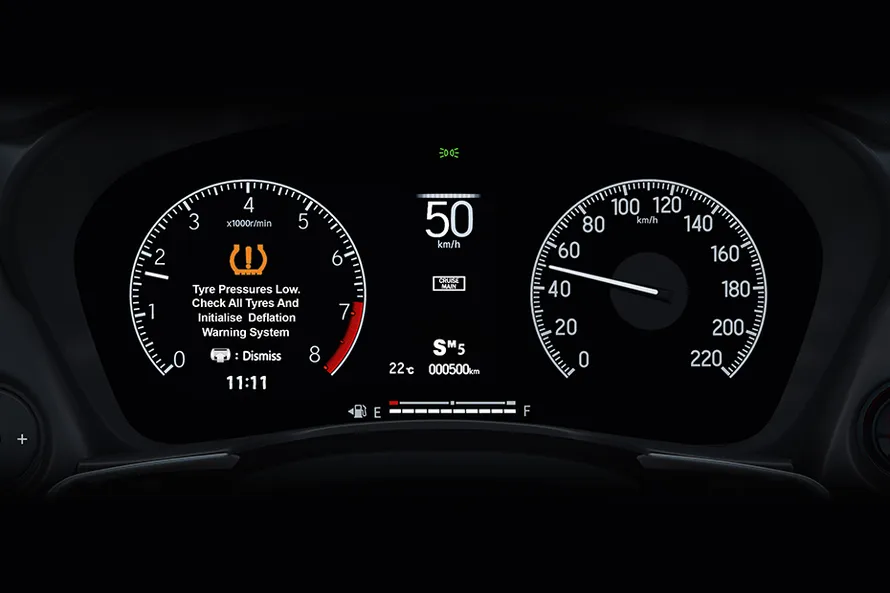 50
km/h
CRUISE
MAIN
S M 5
22°c 000500km
E F
x1000r/min
0
1
2
3
4
5
6
7
8
Tyre Pressures Low.
Check All Tyres And
Initialise Deflation
Warning System
: Dismiss
11:11
km/h
0
20
40
60
80
100
120
140
160
180
200
220
+